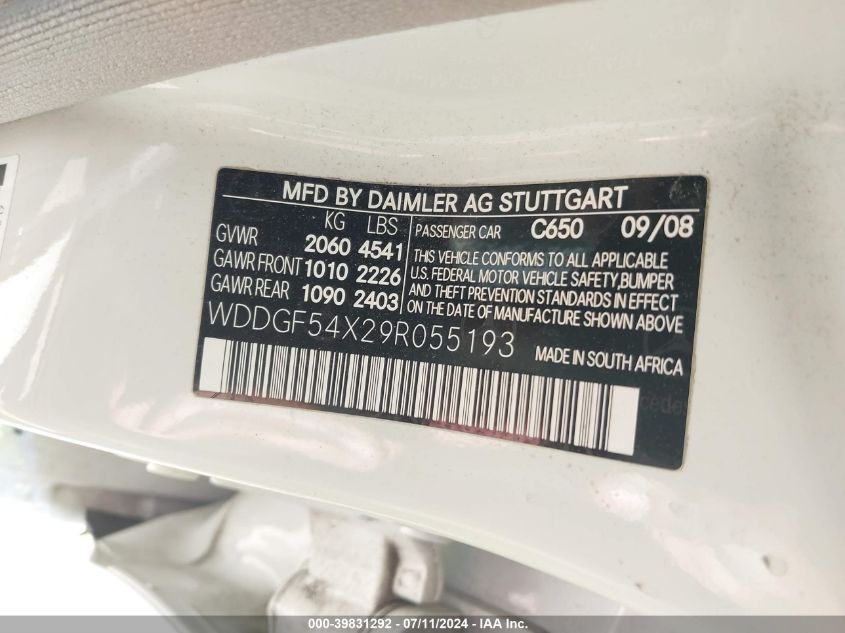 MFD BY DAIMLER AG STUTTGART
KG LBS
GVWR 2060 4541
GAWR FRONT 1010 2226
GAWR REAR 1090 2403
PASSENGER CAR C650 09/08
THIS VEHICLE CONFORMS TO ALL APPLICABLE
U.S. FEDERAL MOTOR VEHICLE SAFETY,BUMPER
AND THEFT PREVENTION STANDARDS IN EFFECT
ON THE DATE OF MANUFACTURE SHOWN ABOVE
WDDGF54X29R055193
MADE IN SOUTH AFRICA
000-39831292 - 07/11/2024 - IAA Inc.